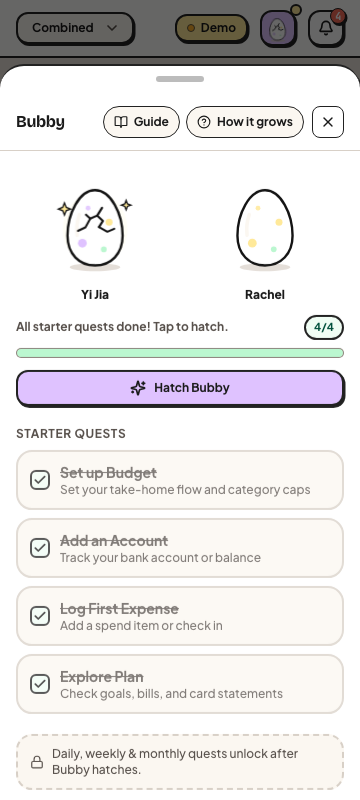 Combined
Demo
4
Bubby
Guide
How it grows
Yi Jia
Rachel
All starter quests done! Tap to hatch.
4/4
Hatch Bubby
STARTER QUESTS
Set up Budget
Set your take-home flow and category caps
Add an Account
Track your bank account or balance
Log First Expense
Add a spend item or check in
Explore Plan
Check goals, bills, and card statements
Daily, weekly & monthly quests unlock after
Bubby hatches.